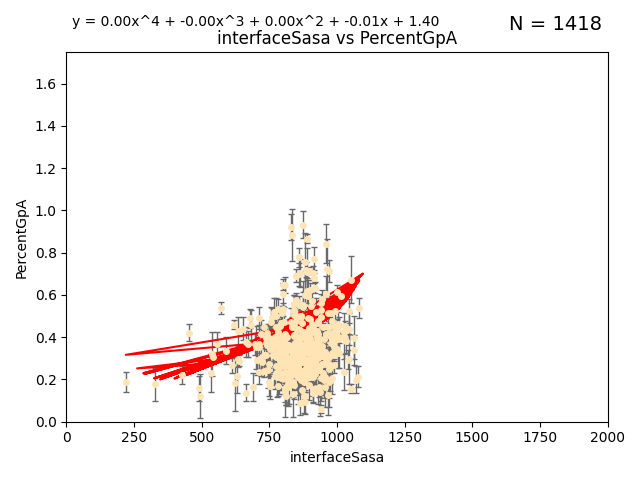 y = 0.00x^4 + -0.00x^3 + 0.00x^2 + -0.01x + 1.40
N = 1418
interfaceSasa vs PercentGpA
PercentGpA
1.6
1.4
1.2
1.0
0.8
0.6
0.4
0.2
0.0
0 250 500 750 1000 1250 1500 1750 2000
interfaceSasa